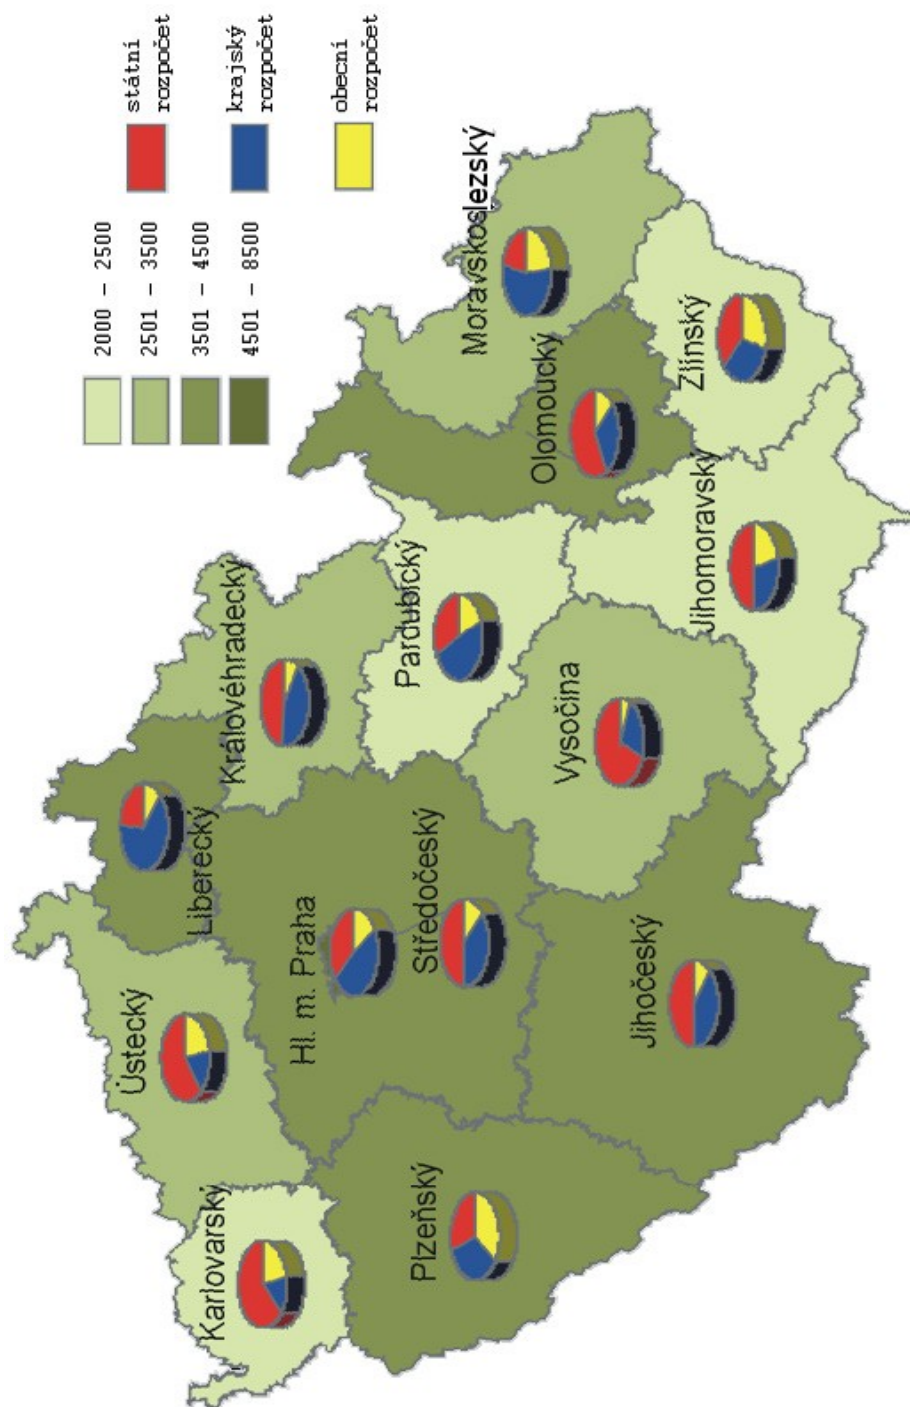 2000 - 2500
2501 - 3500
3501 - 4500
4501 - 8500
státní
rozpočet
krajský
rozpočet
obecní
rozpočet
Karlovarský
Ústecký
Liberecký
Královéhradecký
Plzeňský
Hl. m. Praha
Středočeský
Pardubický
Jihočeský
Vysočina
Olomoucký
Moravskoslezský
Jihomoravský
Zlínský